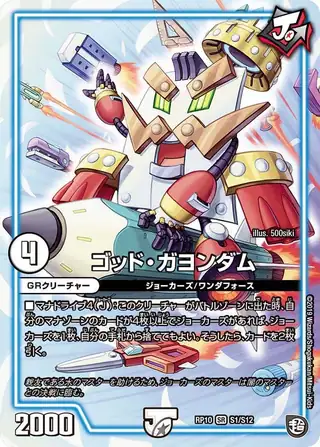 J
illus. 500siki
4
ゴッド・ガヨンダム
GRクリーチャー
ジョーカーズ/ワンダフォース
■マナドライブ4(J):このクリーチャーがバトルゾーンに出た時、自
分のマナゾーンのカードが4枚以上でジョーカーズがあれば、ジョー
カーズを1枚、自分の手札から捨ててもよい。そうしたら、カードを2枚
引く。
親友である水のマスターを助けるため、ジョーカーズのマスターは闇のマスターと
の決戦に臨む。
2000
J
RP10 SR S1/S12
超
©2019 Wizards/Shogakukan/Mitsui-Kids